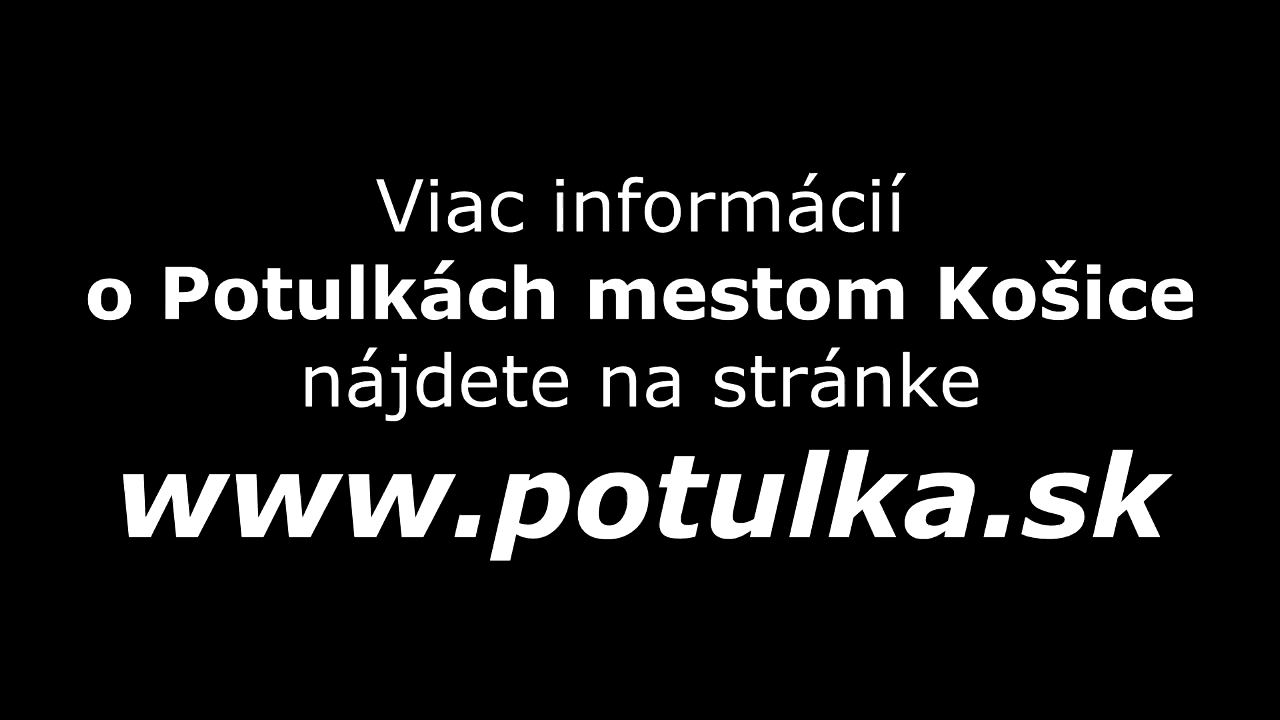 Viac informácií
o Potulkách mestom Košice
nájdete na stránke
www.potulka.sk